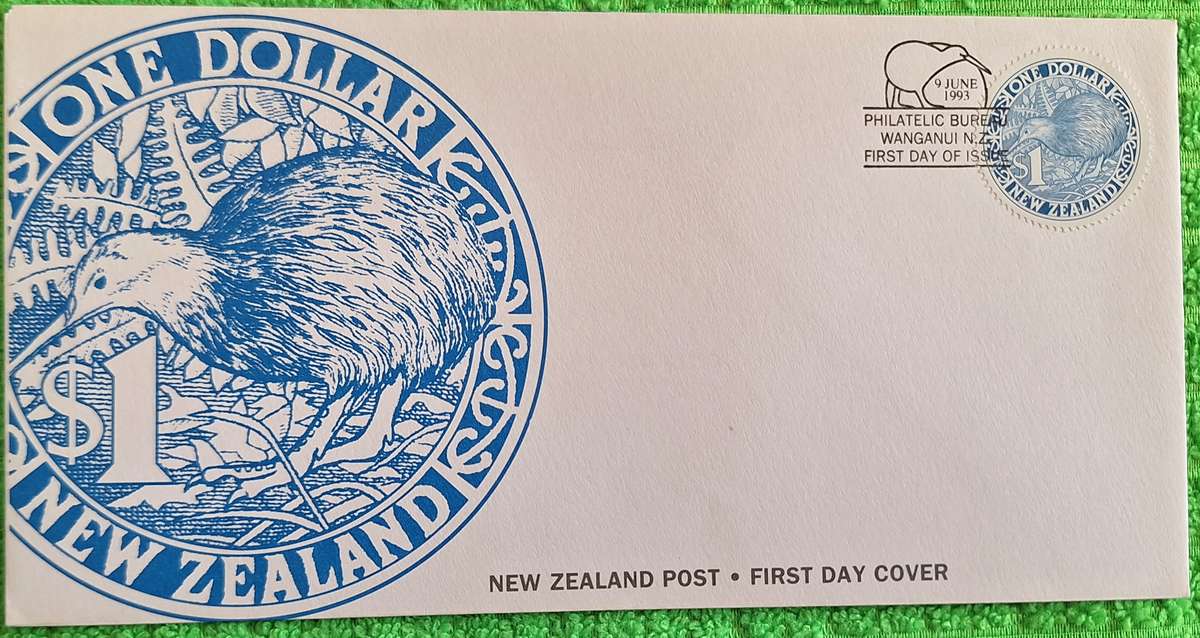 ONE DOLLAR
$1
NEW ZEALAND
9 JUNE
1993
PHILATELIC BUREAU
WANGANUI N.Z.
FIRST DAY OF ISSUE
ONE DOLLAR
$1
NEW ZEALAND
NEW ZEALAND POST • FIRST DAY COVER